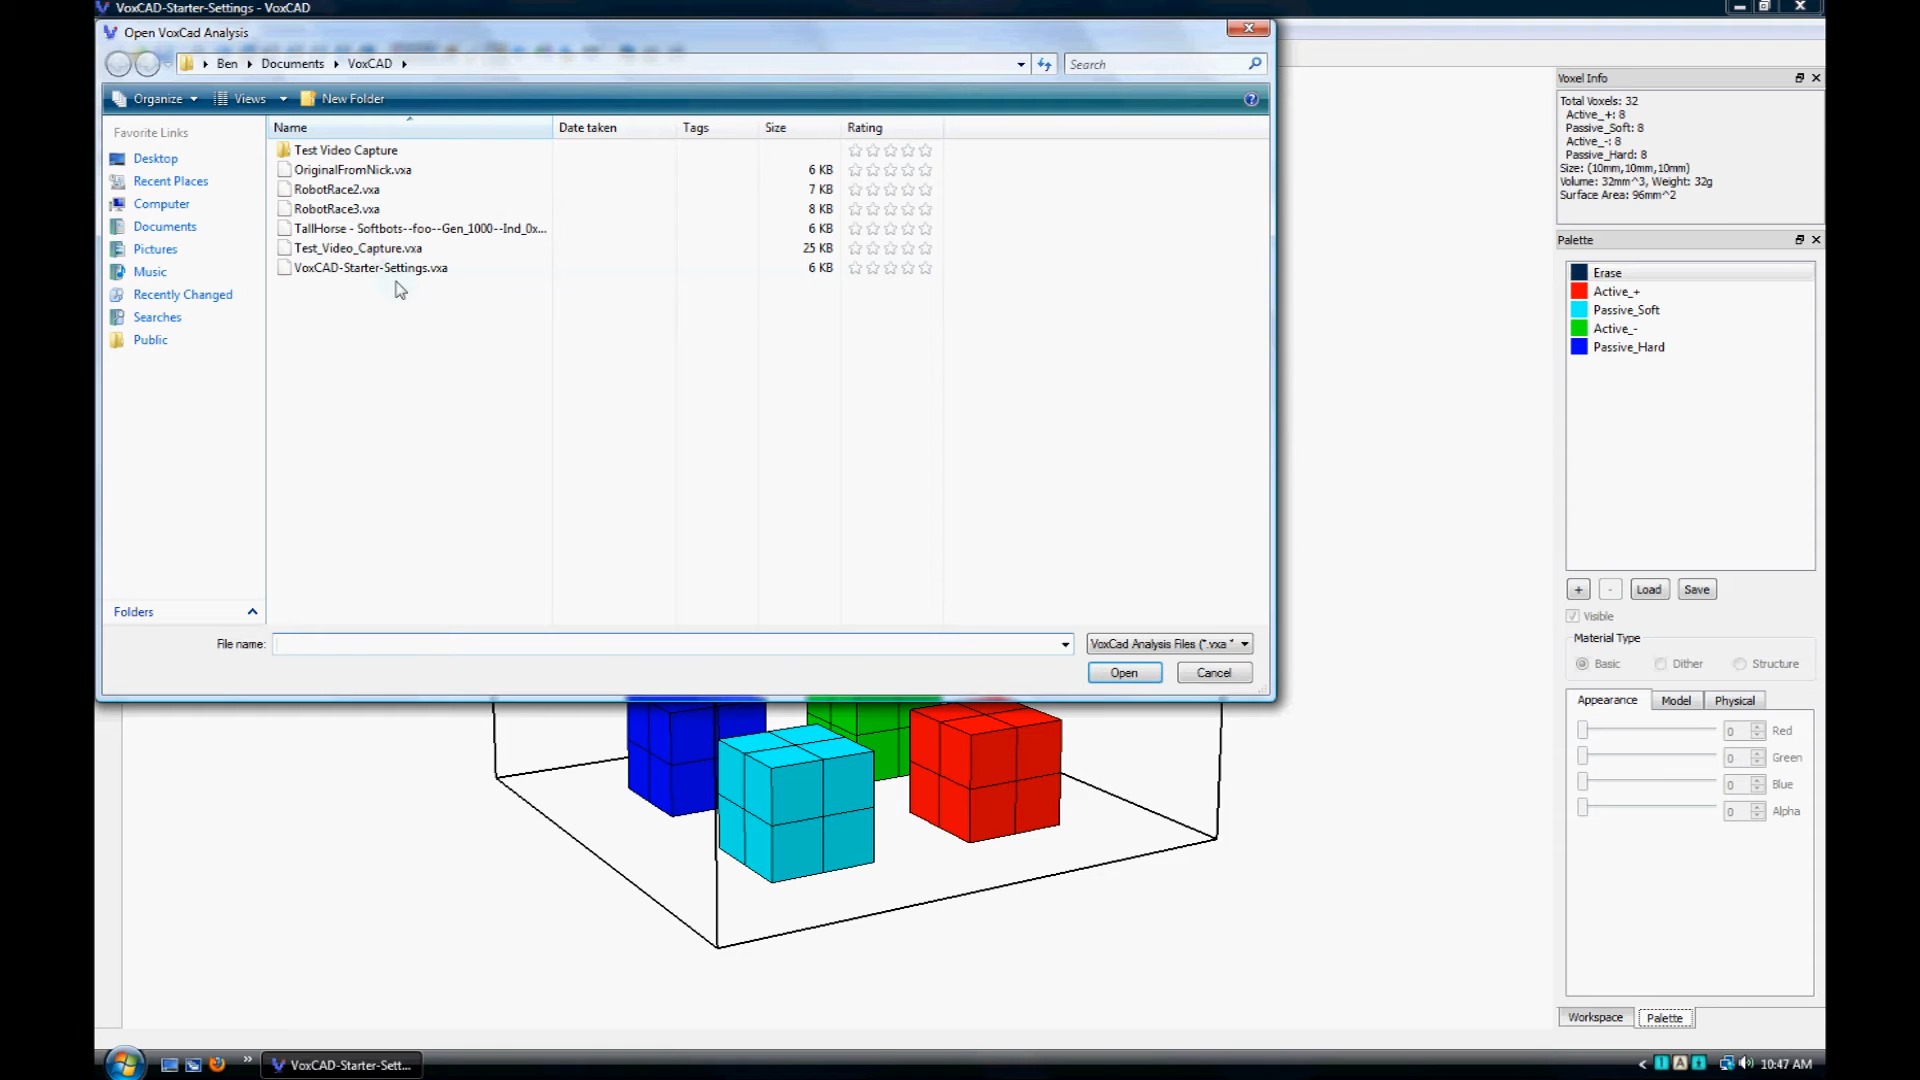 VoxCAD-Starter-Settings - VoxCAD
Open VoxCad Analysis
Ben Documents VoxCAD
Search
Organize Views New Folder
Favorite Links
Desktop
Recent Places
Computer
Documents
Pictures
Music
Recently Changed
Searches
Public
Folders
Name Date taken Tags Size Rating
Test Video Capture
OriginalFromNick.vxa 6 KB
RobotRace2.vxa 7 KB
RobotRace3.vxa 8 KB
TallHorse - Softbots--foo--Gen_1000--Ind_0x... 6 KB
Test_Video_Capture.vxa 25 KB
VoxCAD-Starter-Settings.vxa 6 KB
File name:
VoxCad Analysis Files (*.vxa *
Open Cancel
Voxel Info
Total Voxels: 32
Active_+: 8
Passive_Soft: 8
Active_-: 8
Passive_Hard: 8
Size: (10mm,10mm,10mm)
Volume: 32mm^3, Weight: 32g
Surface Area: 96mm^2
Palette
Erase
Active_+
Passive_Soft
Active_-
Passive_Hard
+ - Load Save
Visible
Material Type
Basic Dither Structure
Appearance Model Physical
0 Red
0 Green
0 Blue
0 Alpha
Workspace Palette
VoxCAD-Starter-Sett...
A
10:47 AM